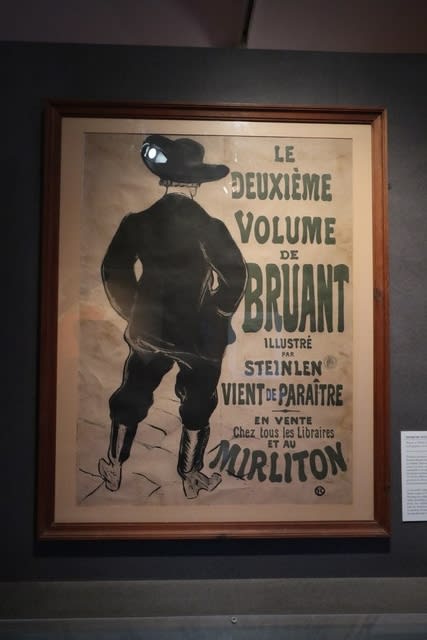 LE
DEUXIÈME
VOLUME
DE
BRUANT
ILLUSTRÉ
PAR
STEINLEN
VIENT DE PARAÎTRE
EN VENTE
Chez tous les Libraires
ET AU
MIRLITON